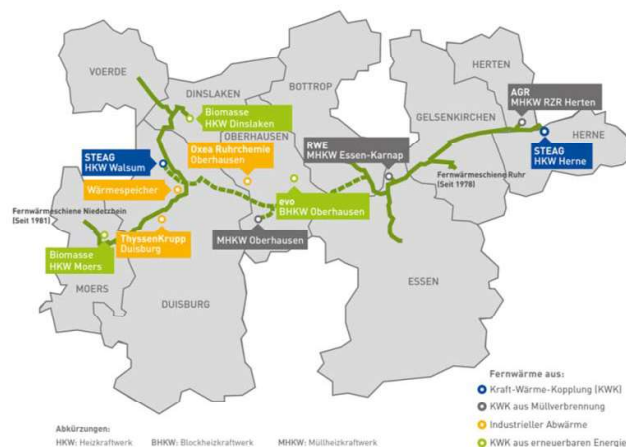 VOERDE
DINSLAKEN
BOTTROP
HERTEN
GELSENKIRCHEN
AGR
MHKW RZR Herten
HERNE
Biomasse
HKW Dinslaken
OBERHAUSEN
STEAG
HKW Walsum
Oxea Ruhrchemie
Oberhausen
RWE
MHKW Essen-Karnap
STEAG
HKW Herne
Wärmespeicher
Fernwärmeschiene Ruhr
(Seit 1978)
evo
BHKW Oberhausen
Fernwärmeschiene Niederrhein
(Seit 1981)
ThyssenKrupp
Duisburg
MHKW Oberhausen
Biomasse
HKW Moers
MOERS
DUISBURG
ESSEN
Fernwärme aus:
Kraft-Wärme-Kopplung (KWK)
KWK aus Müllverbrennung
Industrieller Abwärme
KWK aus erneuerbaren Energie
Abkürzungen:
HKW: Heizkraftwerk BHKW: Blockheizkraftwerk MHKW: Müllheizkraftwerk